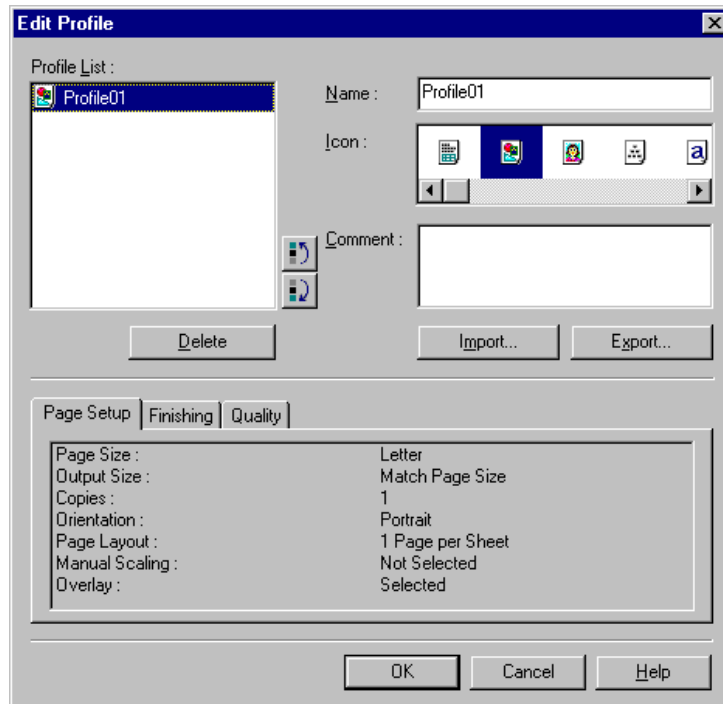 Edit Profile
Profile List :
Profile01
Name : Profile01
Icon :
a
Comment :
Delete
Import... Export...
Page Setup Finishing Quality
Page Size : Letter
Output Size : Match Page Size
Copies : 1
Orientation : Portrait
Page Layout : 1 Page per Sheet
Manual Scaling : Not Selected
Overlay : Selected
OK Cancel Help